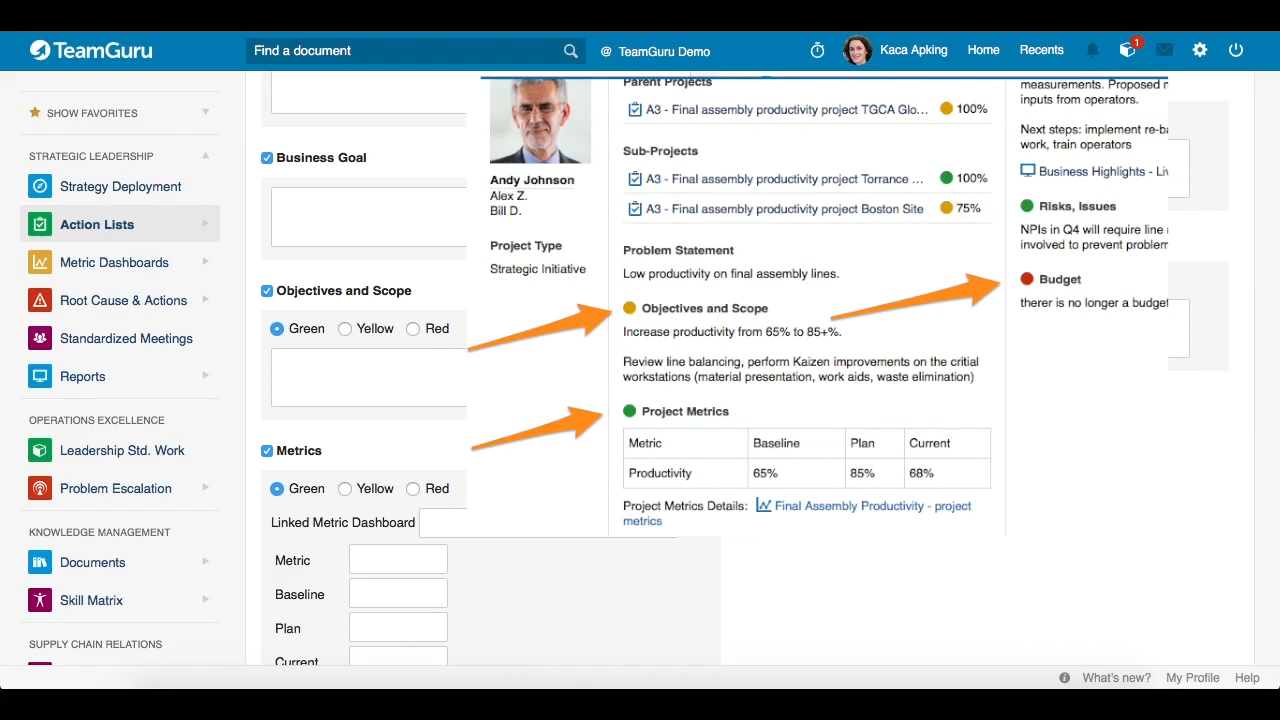 TeamGuru
Find a document
@ TeamGuru Demo
Kaca Apking
Home
Recents
1
SHOW FAVORITES
STRATEGIC LEADERSHIP
Strategy Deployment
Action Lists
Metric Dashboards
Root Cause & Actions
Standardized Meetings
Reports
OPERATIONS EXCELLENCE
Leadership Std. Work
Problem Escalation
KNOWLEDGE MANAGEMENT
Documents
Skill Matrix
SUPPLY CHAIN RELATIONS
Business Goal
Objectives and Scope
Green Yellow Red
Metrics
Green Yellow Red
Linked Metric Dashboard
Metric
Baseline
Plan
Current
Andy Johnson
Alex Z.
Bill D.
Project Type
Strategic Initiative
Parent Projects
A3 - Final assembly productivity project TGCA Glo... 100%
Sub-Projects
A3 - Final assembly productivity project Torrance ... 100%
A3 - Final assembly productivity project Boston Site 75%
Problem Statement
Low productivity on final assembly lines.
Objectives and Scope
Increase productivity from 65% to 85+%.
Review line balancing, perform Kaizen improvements on the critial
workstations (material presentation, work aids, waste elimination)
Project Metrics
Metric Baseline Plan Current
Productivity 65% 85% 68%
Project Metrics Details: Final Assembly Productivity - project
metrics
measurements. Proposed
inputs from operators.
Next steps: implement re-ba
work, train operators
Business Highlights - Liv
Risks, Issues
NPIs in Q4 will require line
involved to prevent problem
Budget
therer is no longer a budget
What's new?
My Profile
Help